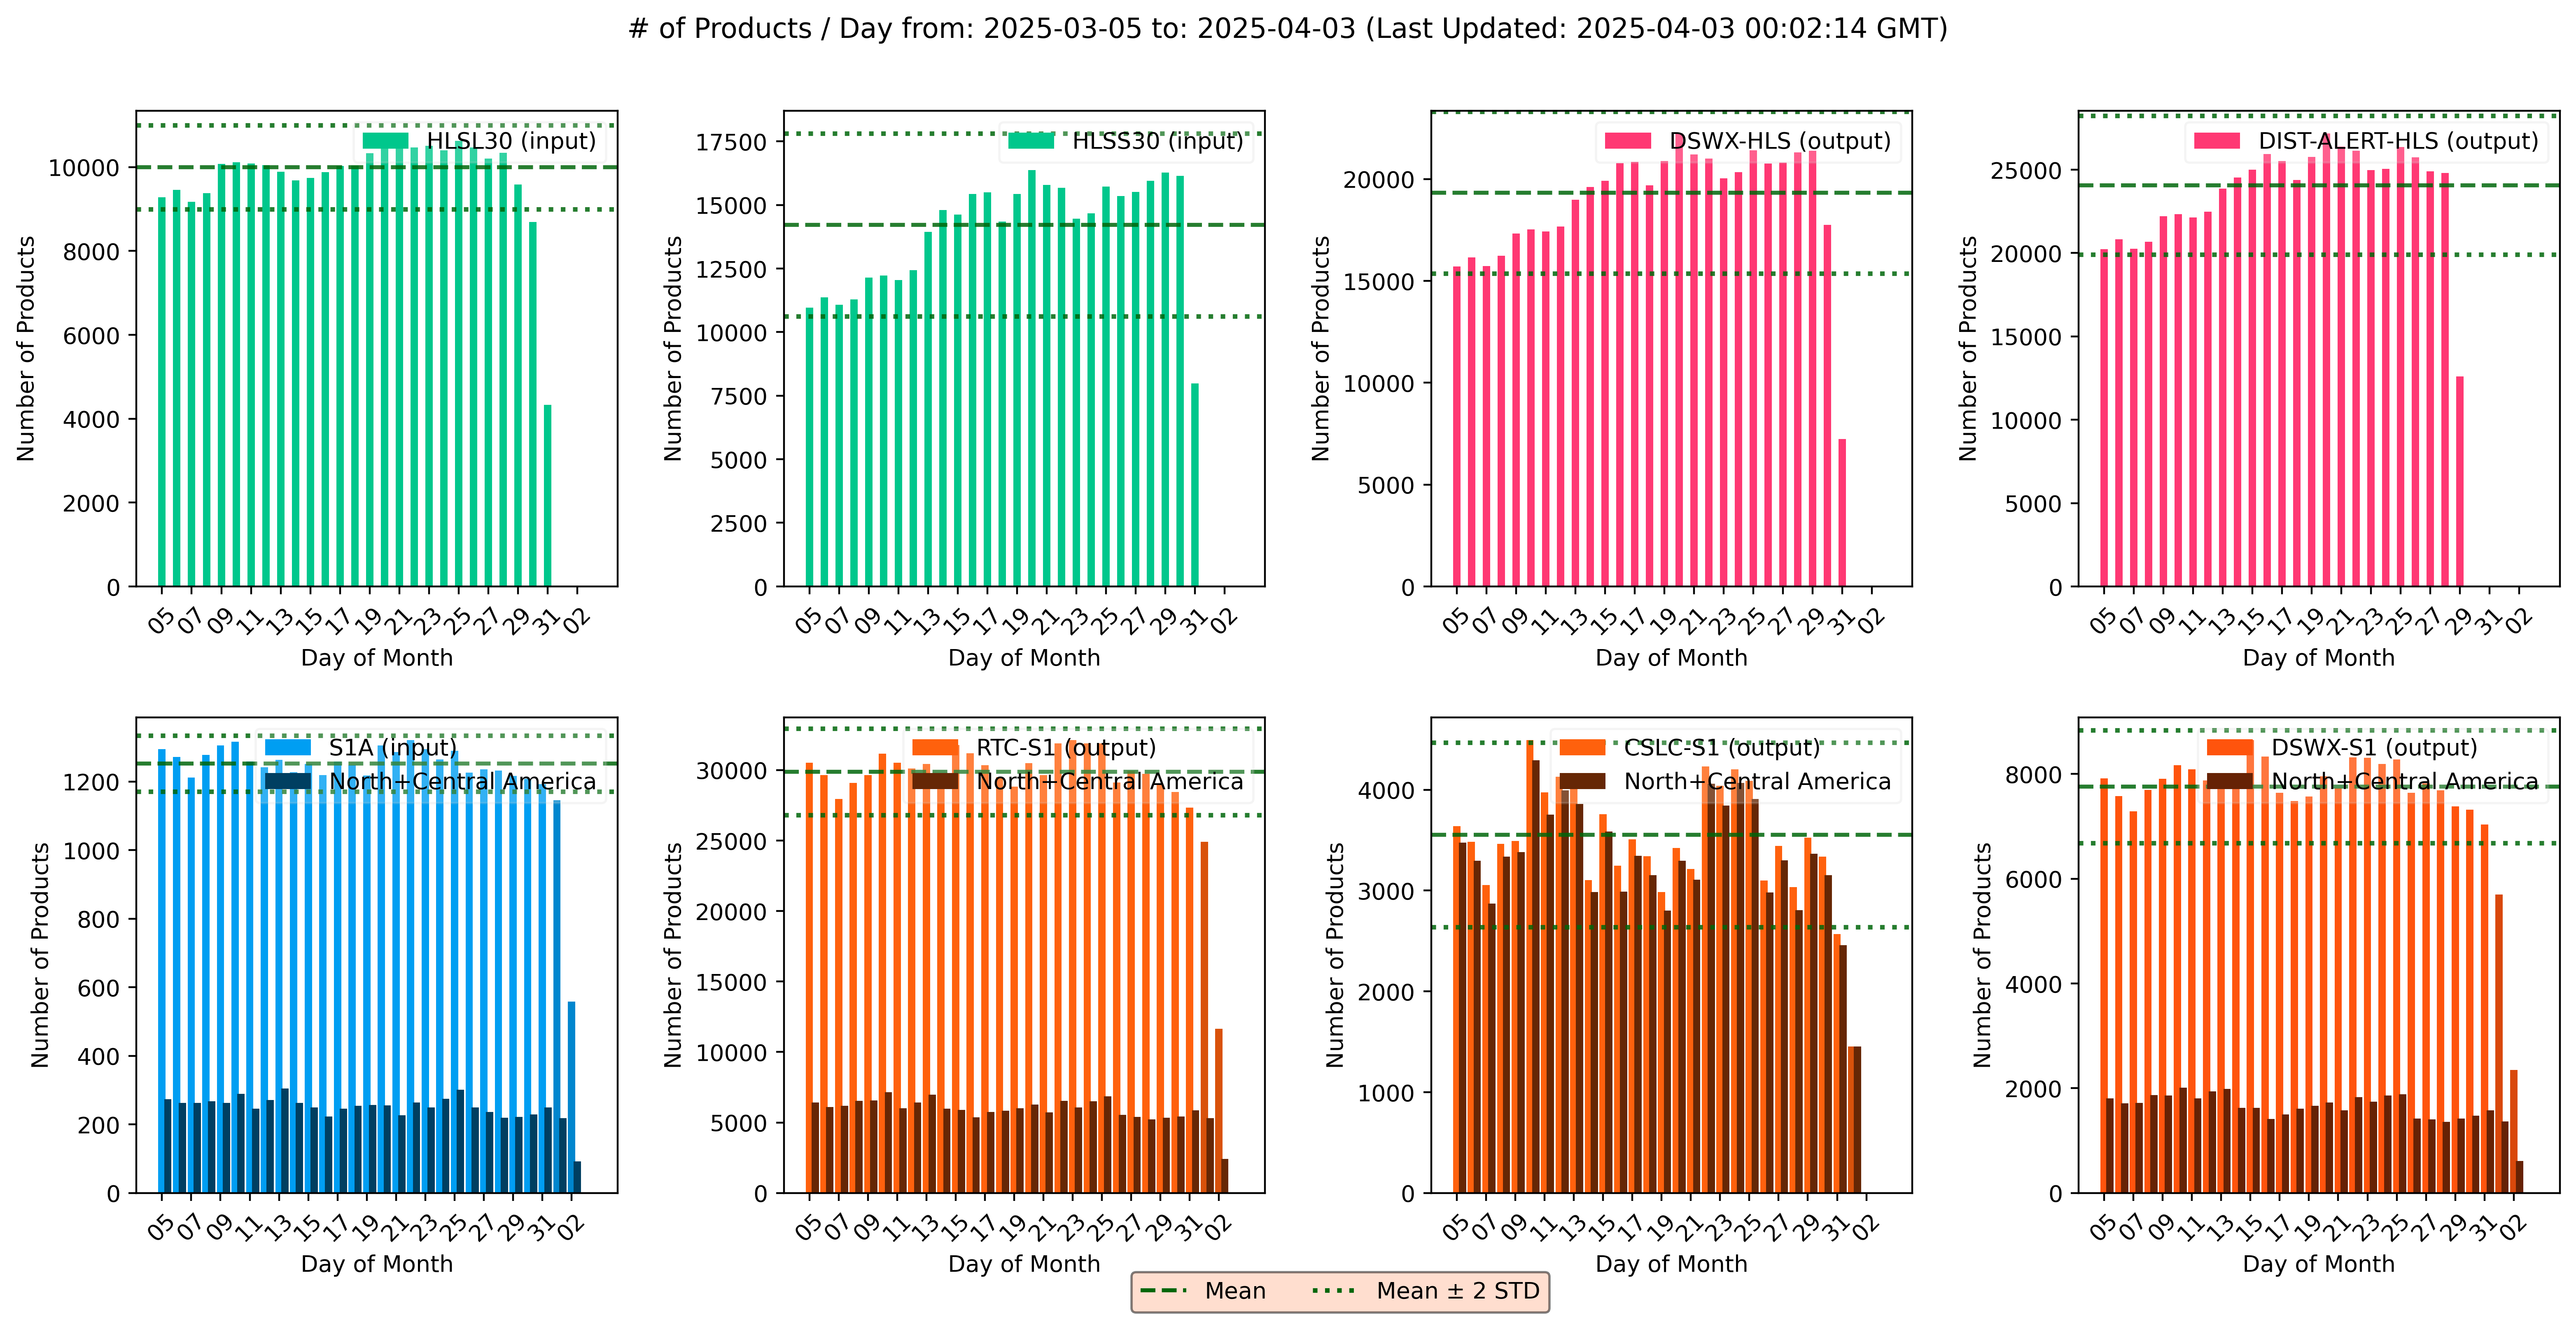 # of Products / Day from: 2025-03-05 to: 2025-04-03 (Last Updated: 2025-04-03 00:02:14 GMT)
HLSL30 (input)
Number of Products
10000
8000
6000
4000
2000
0
05 07 09 11 13 15 17 19 21 23 25 27 29 31 02
Day of Month
HLSS30 (input)
Number of Products
17500
15000
12500
10000
7500
5000
2500
0
05 07 09 11 13 15 17 19 21 23 25 27 29 31 02
Day of Month
DSWX-HLS (output)
Number of Products
20000
15000
10000
5000
0
05 07 09 11 13 15 17 19 21 23 25 27 29 31 02
Day of Month
DIST-ALERT-HLS (output)
Number of Products
25000
20000
15000
10000
5000
0
05 07 09 11 13 15 17 19 21 23 25 27 29 31 02
Day of Month
S1A (input)
North+Central America
Number of Products
1200
1000
800
600
400
200
0
05 07 09 11 13 15 17 19 21 23 25 27 29 31 02
Day of Month
RTC-S1 (output)
North+Central America
Number of Products
30000
25000
20000
15000
10000
5000
0
05 07 09 11 13 15 17 19 21 23 25 27 29 31 02
Day of Month
CSLC-S1 (output)
North+Central America
Number of Products
4000
3000
2000
1000
0
05 07 09 11 13 15 17 19 21 23 25 27 29 31 02
Day of Month
DSWX-S1 (output)
North+Central America
Number of Products
8000
6000
4000
2000
0
05 07 09 11 13 15 17 19 21 23 25 27 29 31 02
Day of Month
Mean
Mean ± 2 STD